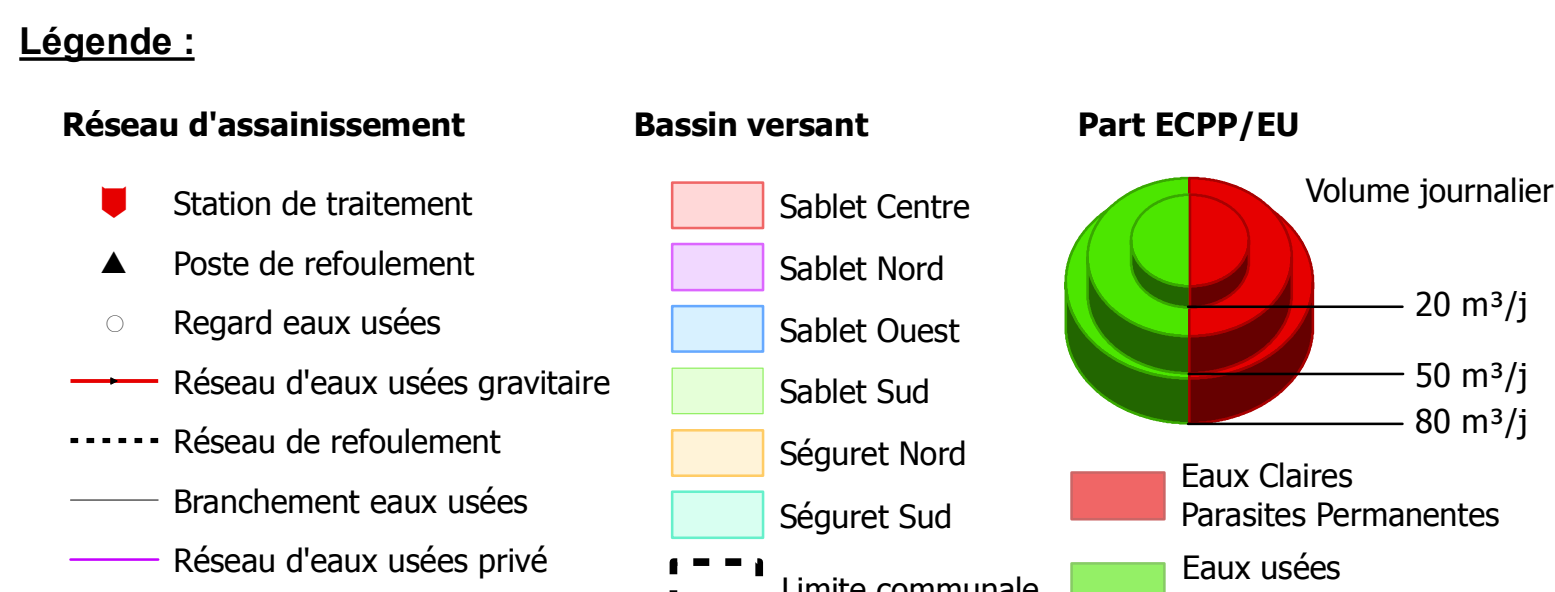 Légende :
Réseau d'assainissement
Station de traitement
Poste de refoulement
Regard eaux usées
Réseau d'eaux usées gravitaire
Réseau de refoulement
Branchement eaux usées
Réseau d'eaux usées privé
Bassin versant
Sablet Centre
Sablet Nord
Sablet Ouest
Sablet Sud
Séguret Nord
Séguret Sud
Limite communale
Part ECPP/EU
Volume journalier
20 m³/j
50 m³/j
80 m³/j
Eaux Claires
Parasites Permanentes
Eaux usées